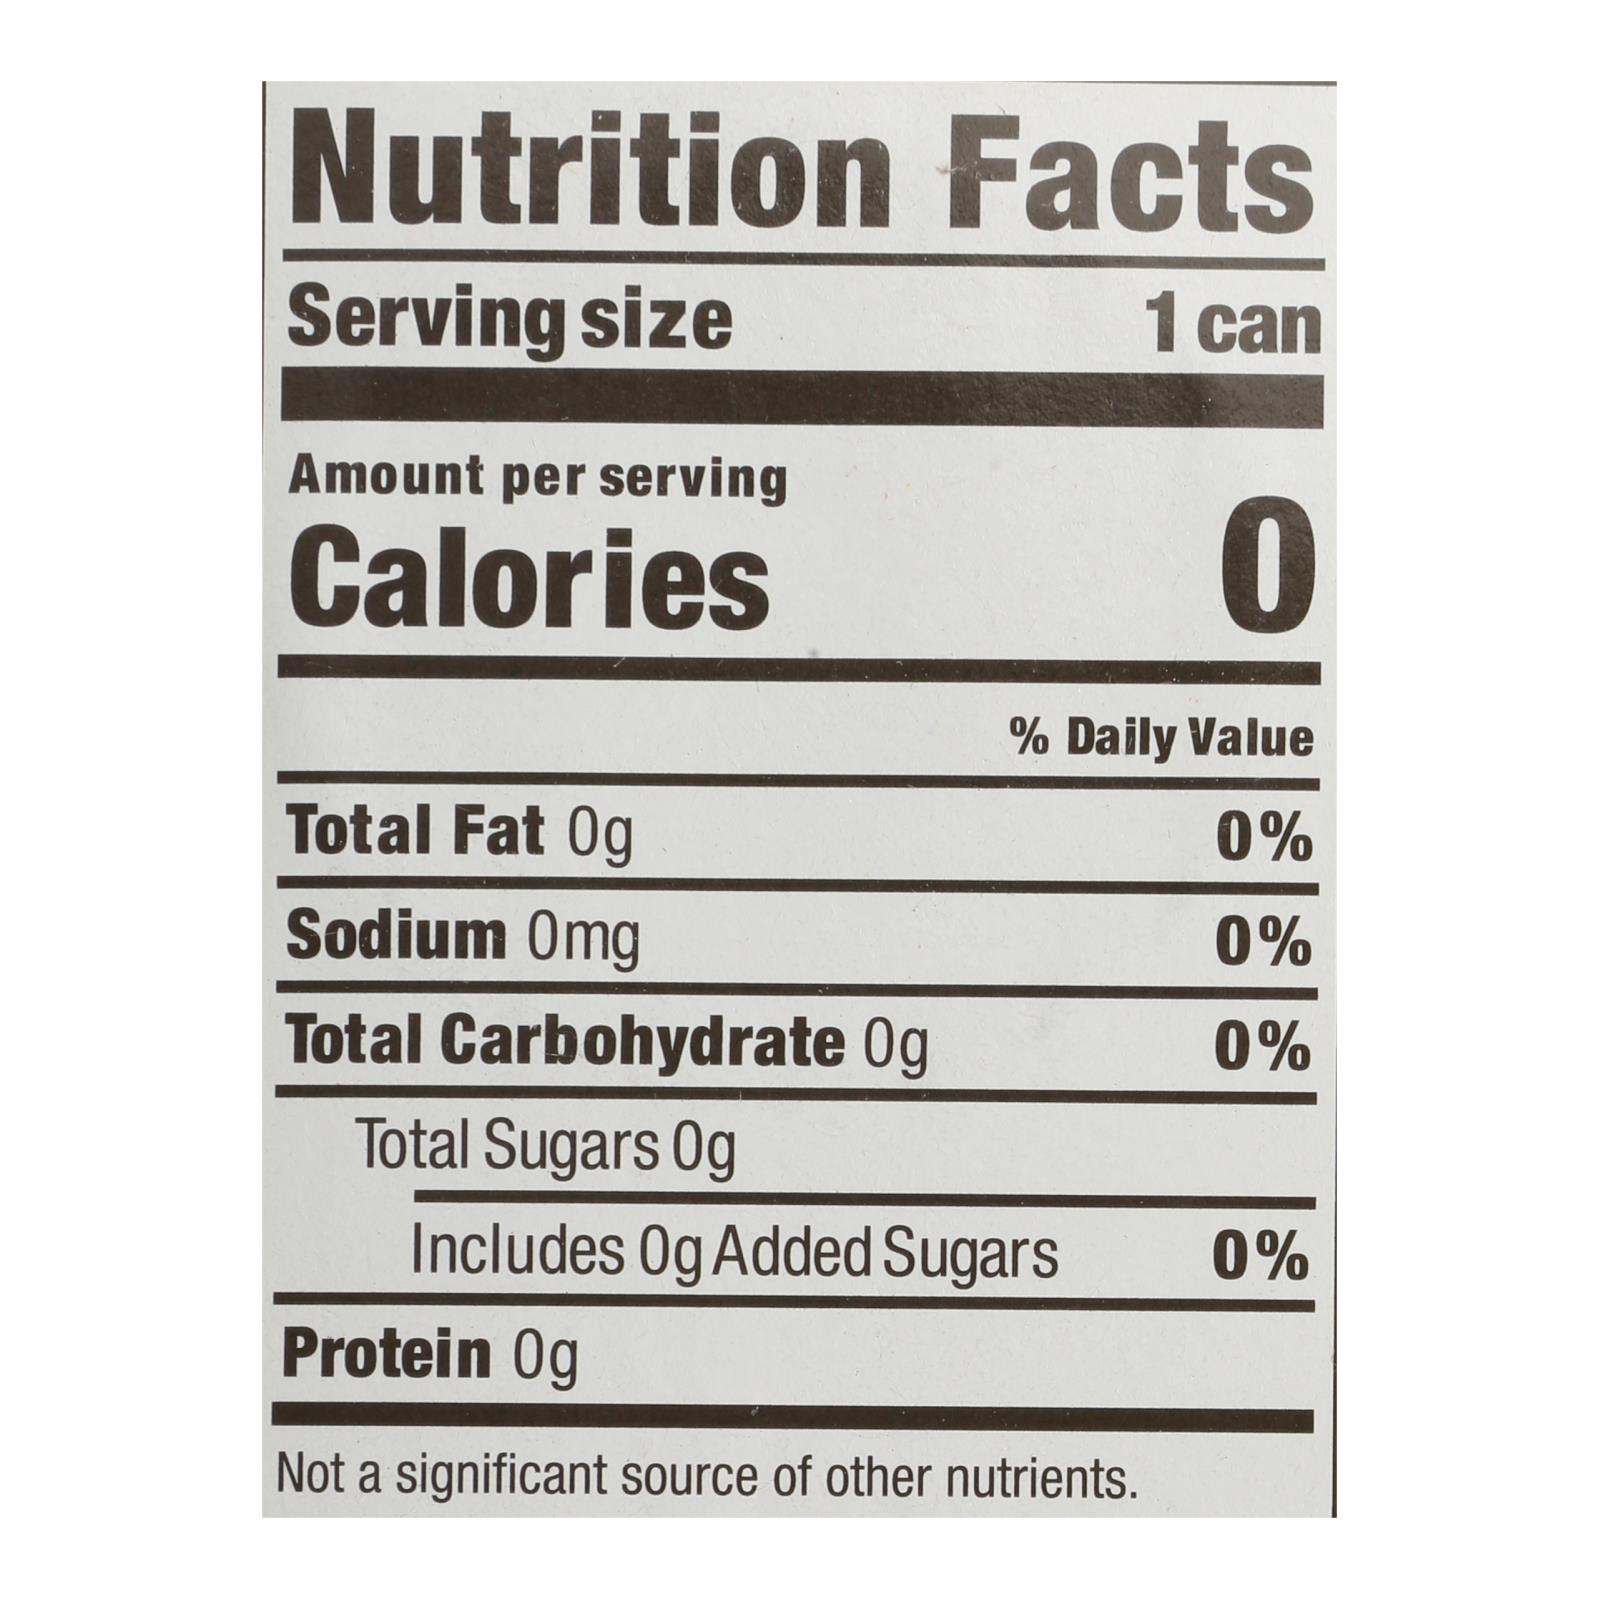 Nutrition Facts
Serving size 1 can
Amount per serving
Calories 0
% Daily Value
Total Fat 0g 0%
Sodium 0mg 0%
Total Carbohydrate 0g 0%
Total Sugars 0g
Includes 0g Added Sugars 0%
Protein 0g
Not a significant source of other nutrients.